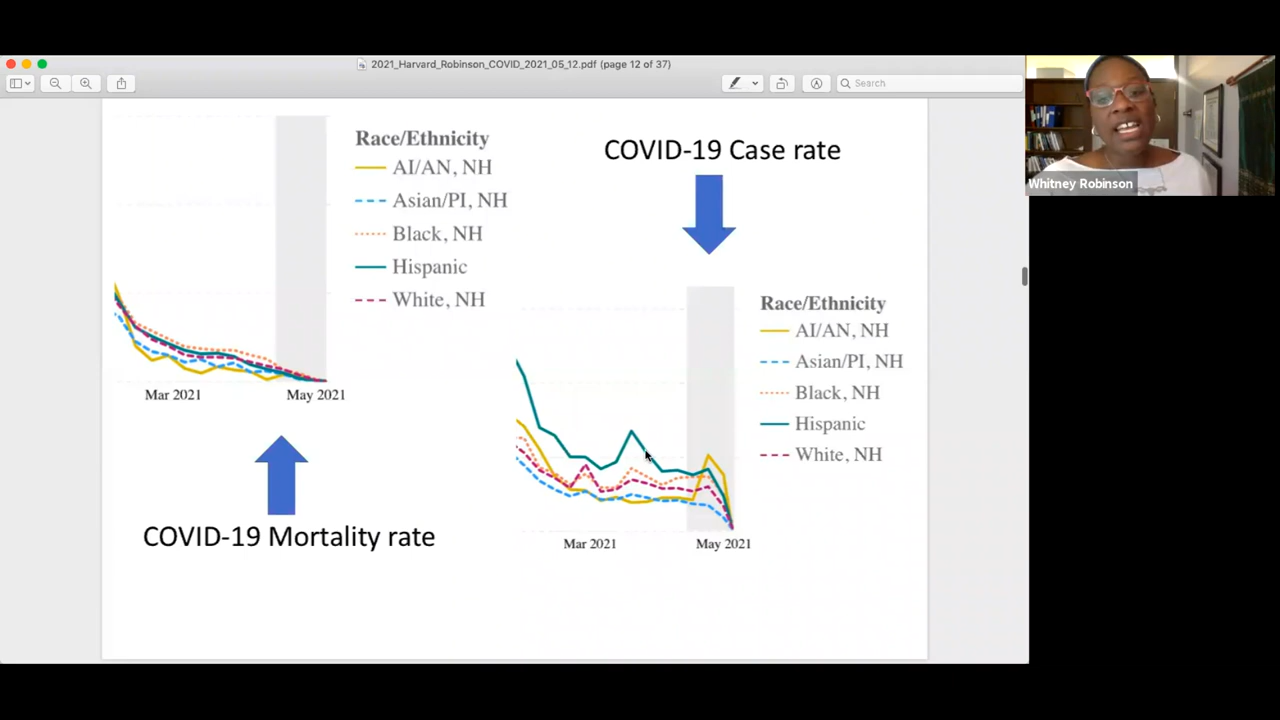 2021_Harvard_Robinson_COVID_2021_05_12.pdf (page 12 of 37)
Search
Whitney Robinson
Race/Ethnicity
AI/AN, NH
Asian/PI, NH
Black, NH
Hispanic
White, NH
Mar 2021
May 2021
COVID-19 Mortality rate
COVID-19 Case rate
Race/Ethnicity
AI/AN, NH
Asian/PI, NH
Black, NH
Hispanic
White, NH
Mar 2021
May 2021